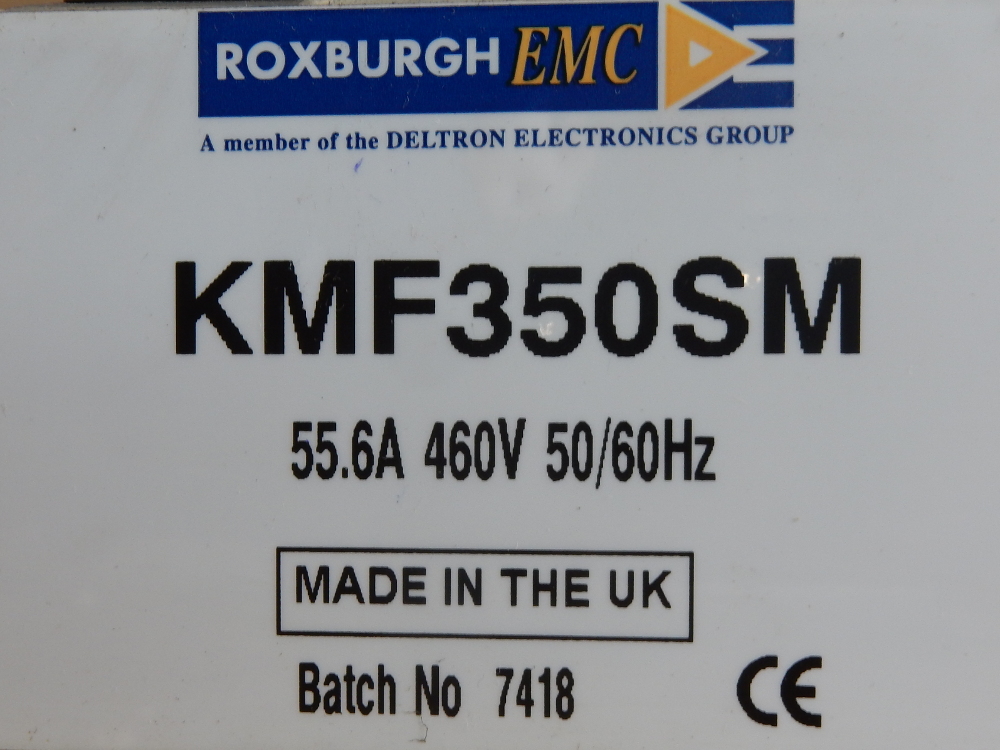 ROXBURGH EMC
A member of the DELTRON ELECTRONICS GROUP
KMF350SM
55.6A 460V 50/60Hz
MADE IN THE UK
Batch No 7418 CE